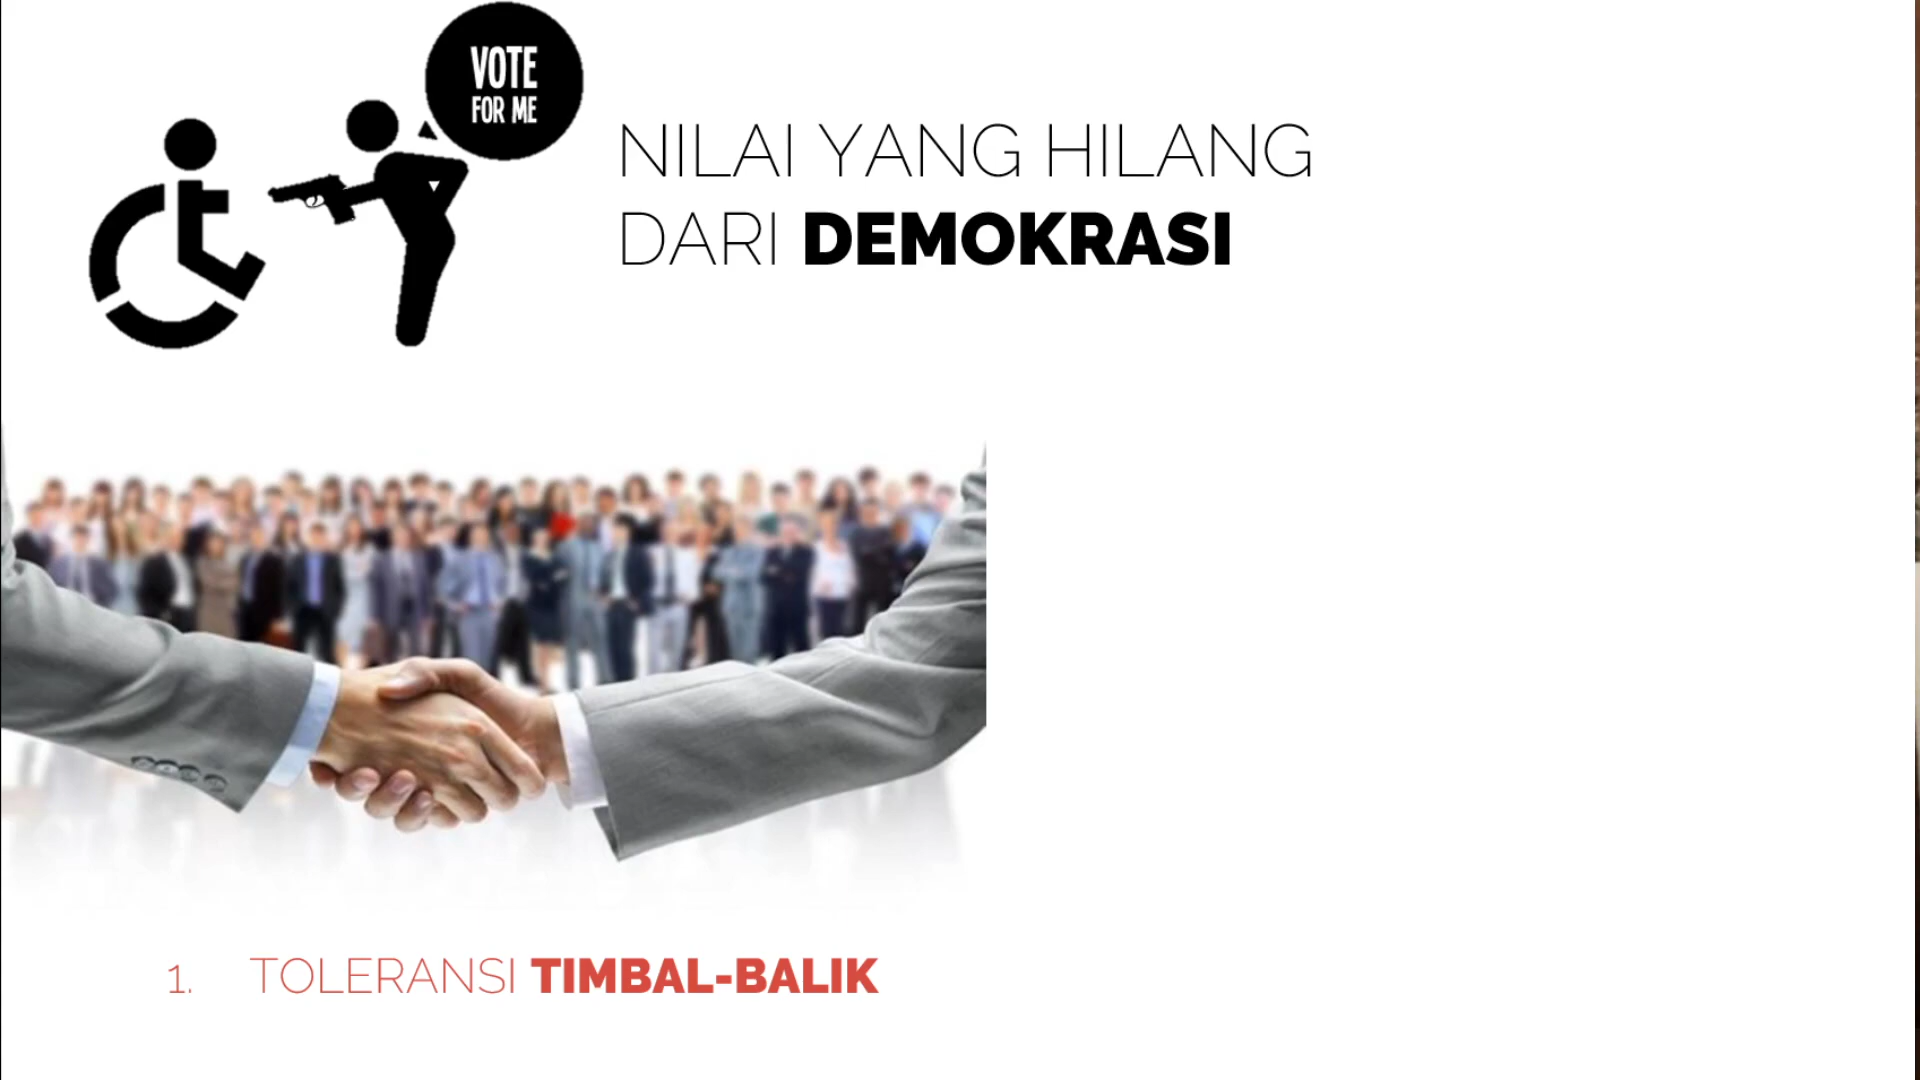 VOTE
FOR ME
NILAI YANG HILANG
DARI DEMOKRASI
1. TOLERANSI TIMBAL-BALIK